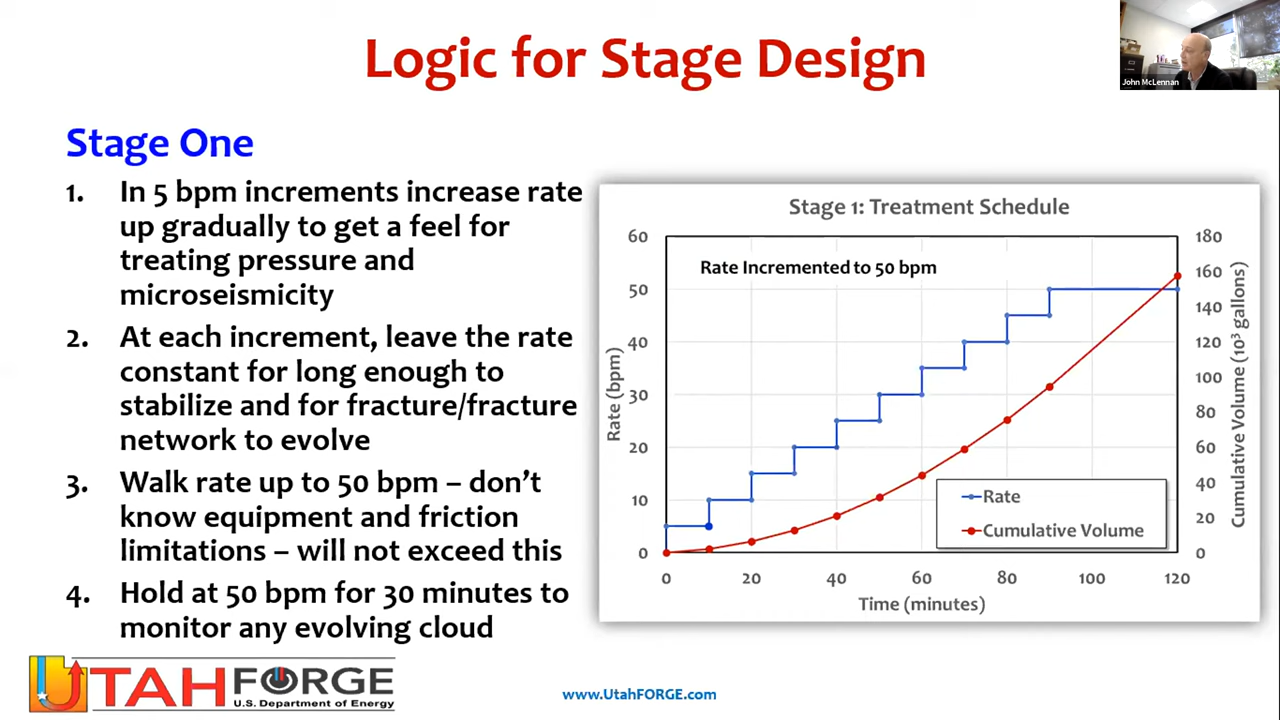 Logic for Stage Design
John McLennan
Stage One
1. In 5 bpm increments increase rate
up gradually to get a feel for
treating pressure and
microseismicity
2. At each increment, leave the rate
constant for long enough to
stabilize and for fracture/fracture
network to evolve
3. Walk rate up to 50 bpm – don't
know equipment and friction
limitations – will not exceed this
4. Hold at 50 bpm for 30 minutes to
monitor any evolving cloud
Stage 1: Treatment Schedule
Rate Incremented to 50 bpm
Rate (bpm)
60
50
40
30
20
10
0
Cumulative Volume (10³ gallons)
180
160
140
120
100
80
60
40
20
0
Rate
Cumulative Volume
0 20 40 60 80 100 120
Time (minutes)
UTAH FORGE
U.S. Department of Energy
www.UtahFORGE.com